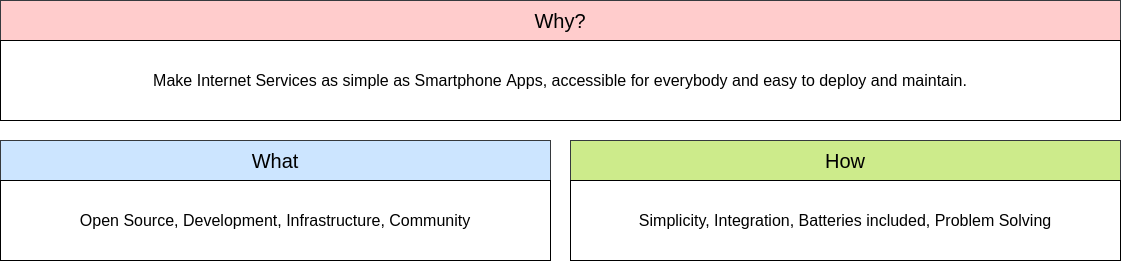 Why?
Make Internet Services as simple as Smartphone Apps, accessible for everybody and easy to deploy and maintain.
What
Open Source, Development, Infrastructure, Community
How
Simplicity, Integration, Batteries included, Problem Solving